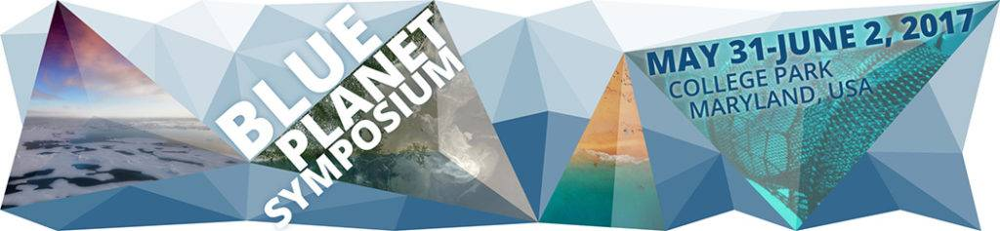 BLUE
PLANET
SYMPOSIUM
MAY 31-JUNE 2, 2017
COLLEGE PARK
MARYLAND, USA